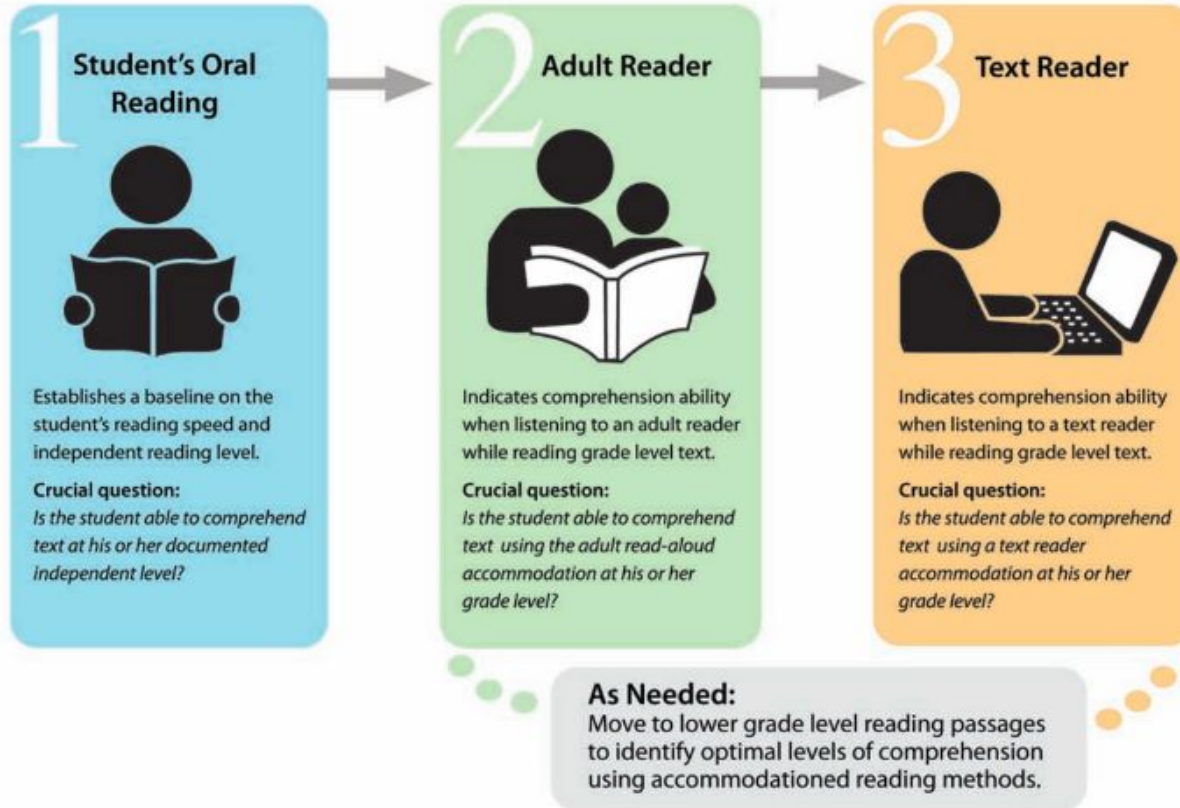 1
Student's Oral
Reading
Establishes a baseline on the
student's reading speed and
independent reading level.
Crucial question:
Is the student able to comprehend
text at his or her documented
independent level?
2
Adult Reader
Indicates comprehension ability
when listening to an adult reader
while reading grade level text.
Crucial question:
Is the student able to comprehend
text using the adult read-aloud
accommodation at his or her
grade level?
3
Text Reader
Indicates comprehension ability
when listening to a text reader
while reading grade level text.
Crucial question:
Is the student able to comprehend
text using a text reader
accommodation at his or her
grade level?
As Needed:
Move to lower grade level reading passages
to identify optimal levels of comprehension
using accommodationed reading methods.